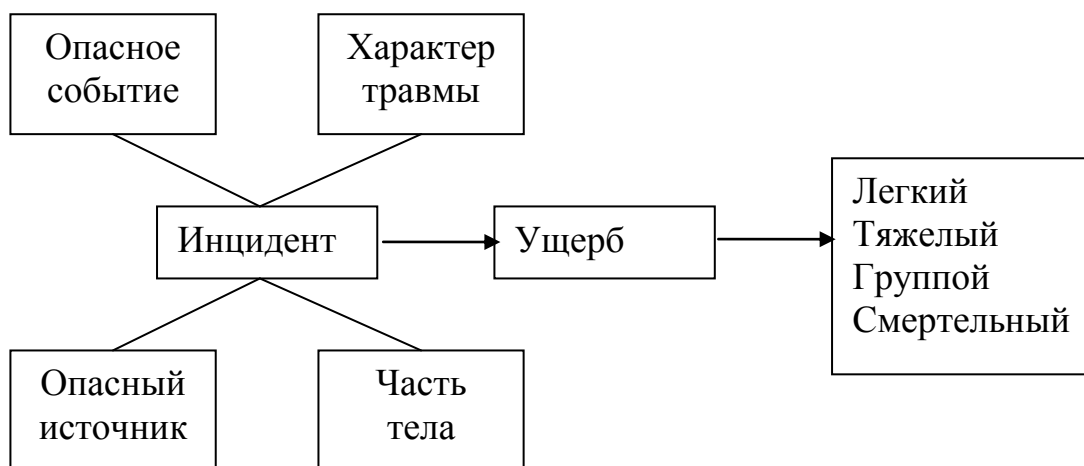 Опасное
событие
Характер
травмы
Инцидент
Ущерб
Легкий
Тяжелый
Группой
Смертельный
Опасный
источник
Часть
тела